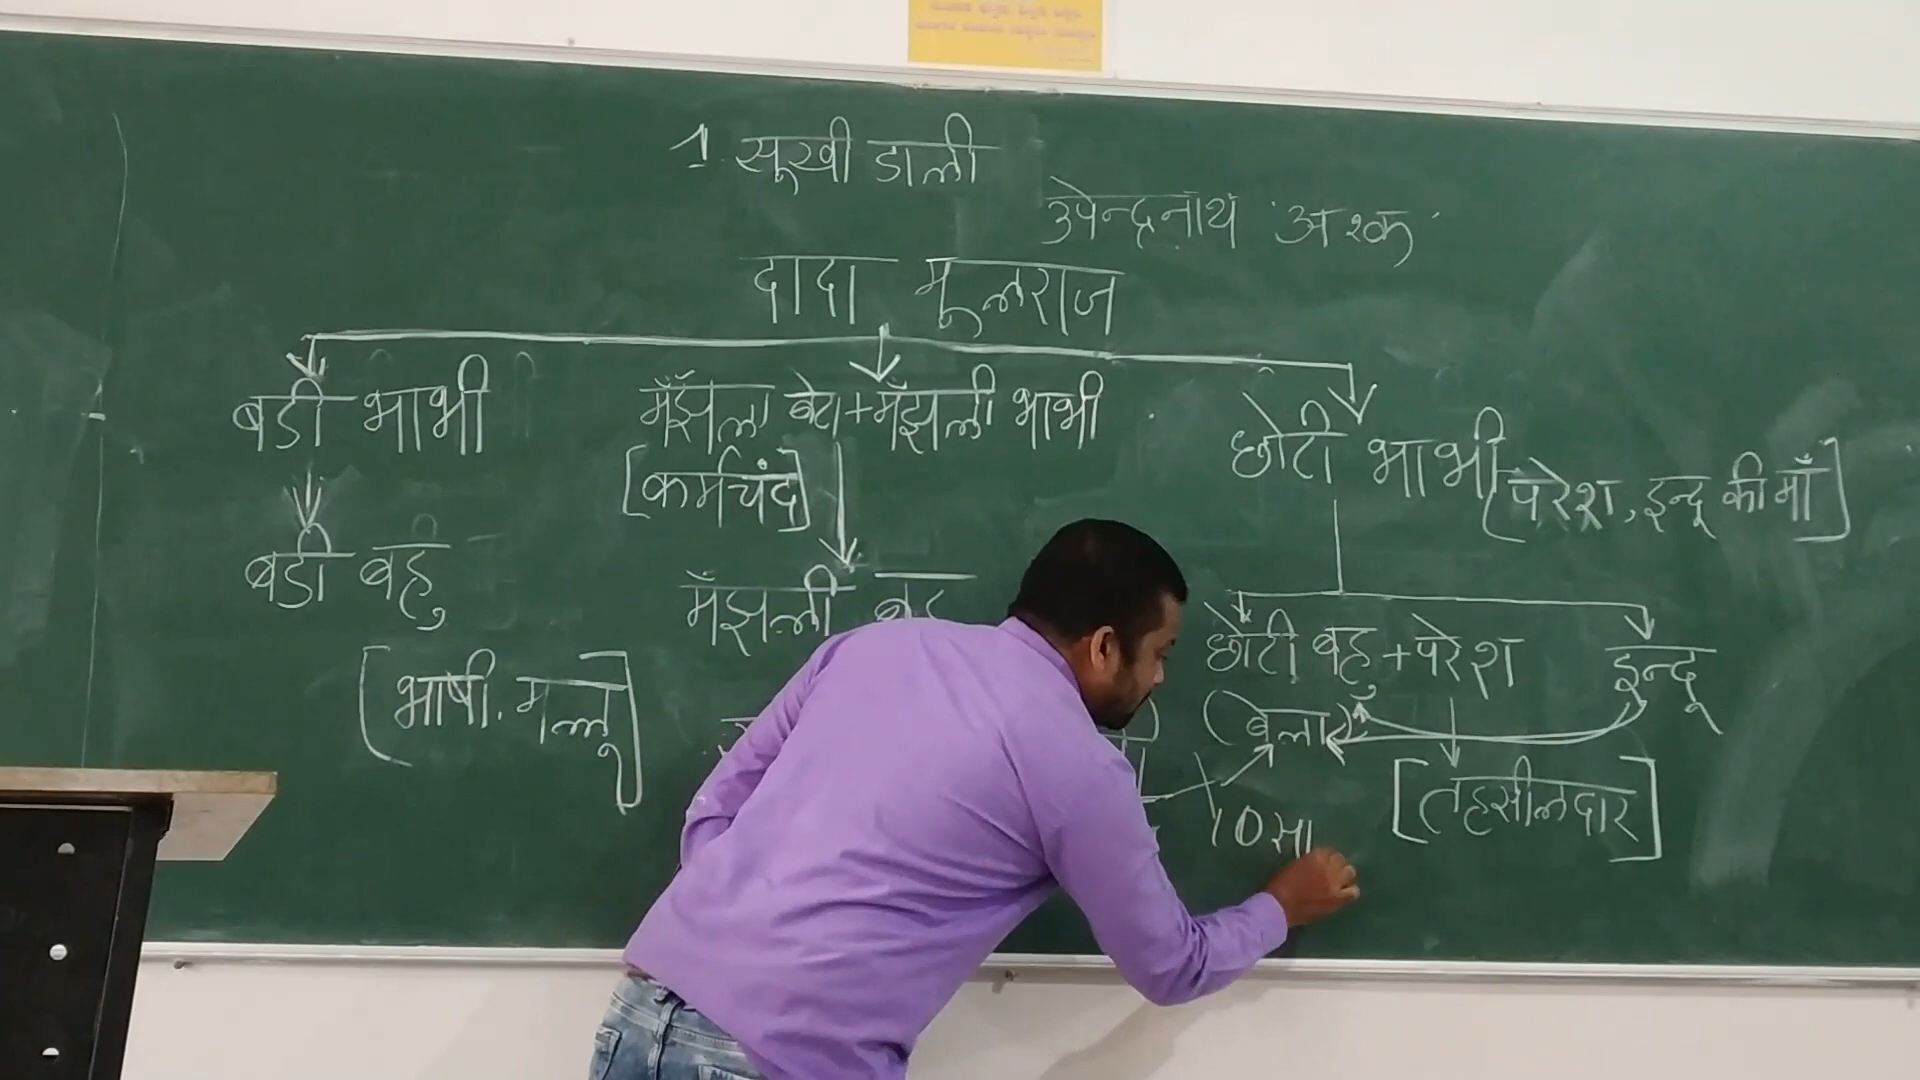 1. सूखी डाली
उपेन्द्रनाथ 'अश्क'
दादा मूलराज
बडी भाभी
मँझला बेटा+मँझली भाभी
[कर्मचंद]
छोटी भाभी [परेश, इन्दू की माँ]
बडी बहु
मँझली
छोटी बहु + परेश
इन्दू
[भाषी. मल्लू]
(बेला)
[तहसीलदार]
10 सा